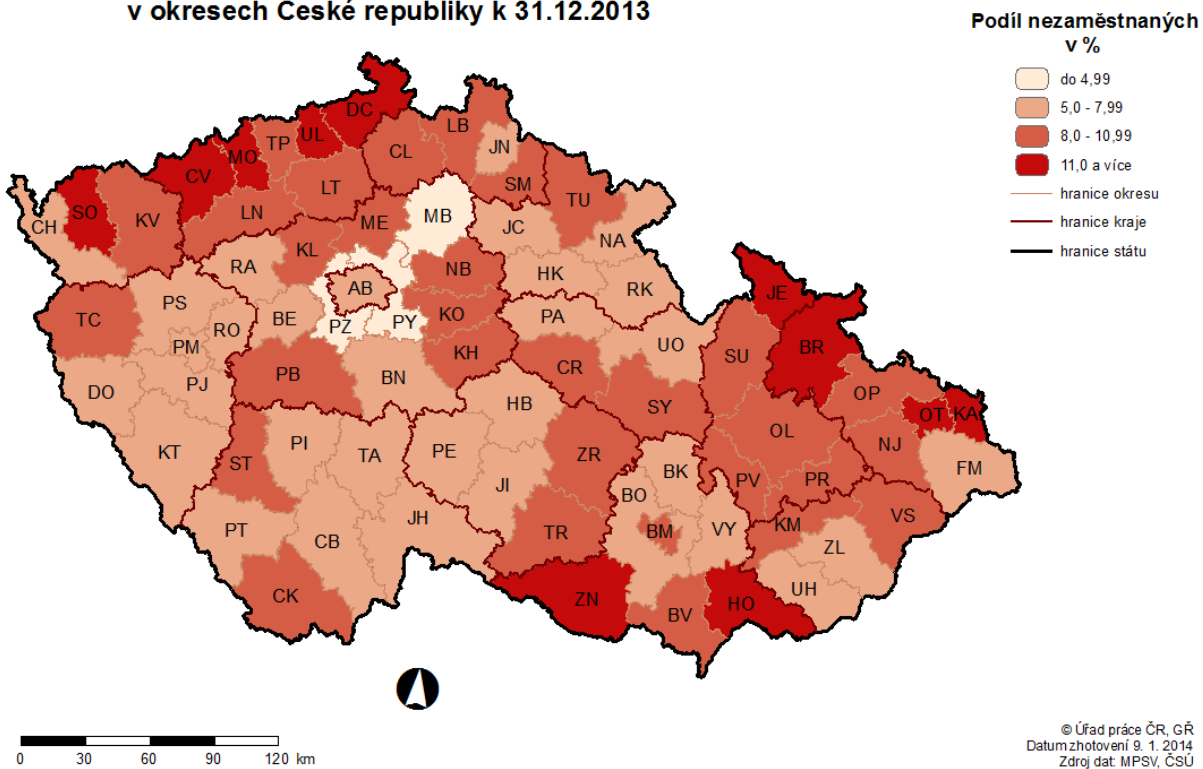 v okresech České republiky k 31.12.2013
Podíl nezaměstnaných
v %
do 4,99
5,0 - 7,99
8,0 - 10,99
11,0 a více
hranice okresu
hranice kraje
hranice státu
DC
UL
LB
TP
MO
CL
JN
CV
LT
SM
SO
KV
LN
ME
MB
TU
CH
JC
NA
KL
RA
NB
HK
AB
RK
JE
PS
TC
RO
BE
PZ
PY
KO
PA
PM
UO
SU
BR
KH
CR
DO
PJ
PB
BN
OP
HB
SY
OT
KA
KT
ST
PI
TA
PE
ZR
OL
NJ
FM
BK
JI
BO
PV
PR
PT
CB
JH
TR
BM
VY
KM
VS
ZL
CK
ZN
BV
HO
UH
0 30 60 90 120 km
© Úřad práce ČR, GŘ
Datum zhotovení 9. 1. 2014
Zdroj dat: MPSV, ČSÚ